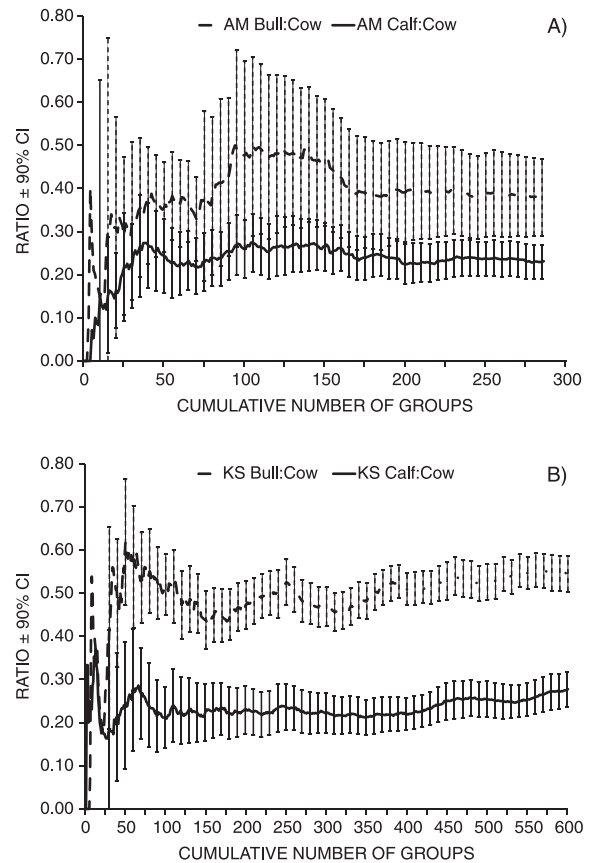 AM Bull:Cow AM Calf:Cow A)
0.80
0.70
0.60
0.50
0.40
0.30
0.20
0.10
0.00
RATIO ± 90% CI
0 50 100 150 200 250 300
CUMULATIVE NUMBER OF GROUPS
KS Bull:Cow KS Calf:Cow B)
0.80
0.70
0.60
0.50
0.40
0.30
0.20
0.10
0.00
RATIO ± 90% CI
0 50 100 150 200 250 300 350 400 450 500 550 600
CUMULATIVE NUMBER OF GROUPS